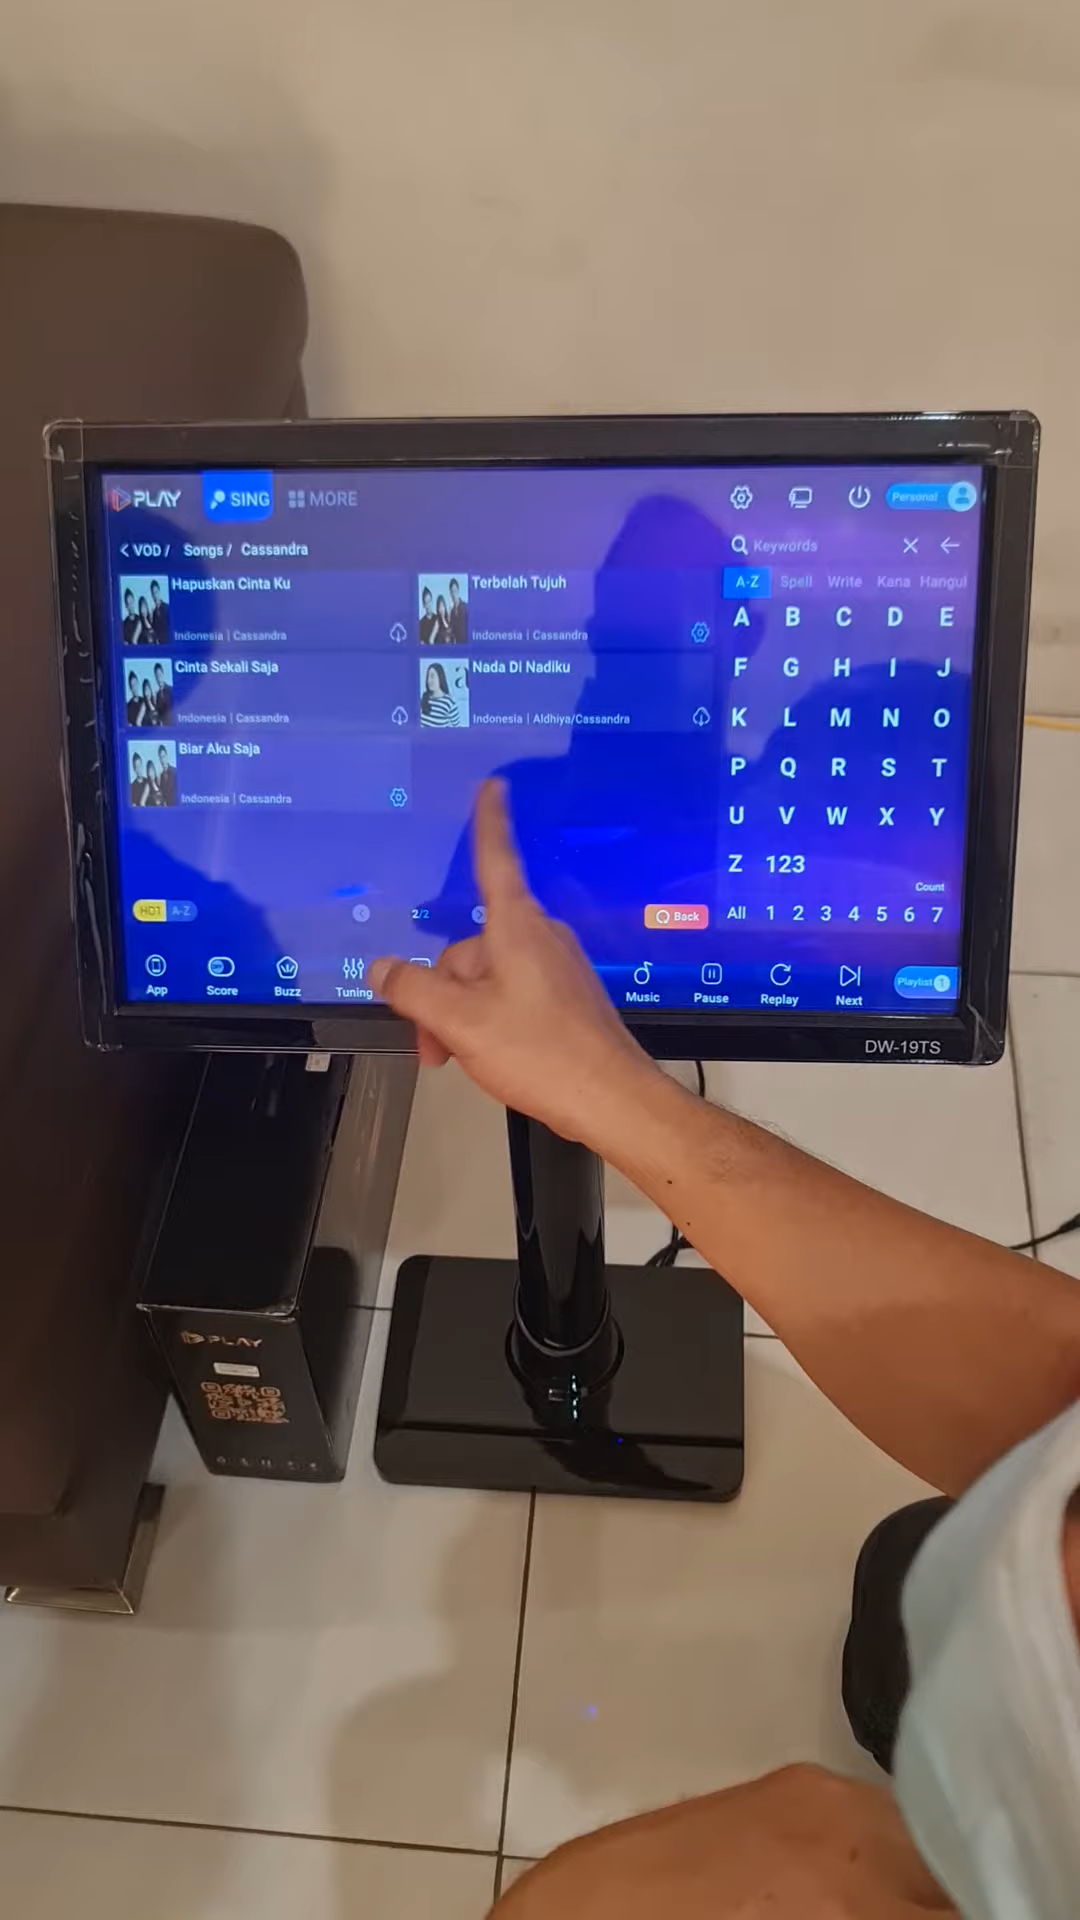 PLAY
SING
MORE
Personal
VOD / Songs / Cassandra
Keywords
Hapuskan Cinta Ku
Indonesia | Cassandra
Terbelah Tujuh
Indonesia | Cassandra
Cinta Sekali Saja
Indonesia | Cassandra
Nada Di Nadiku
Indonesia | Aldhiya/Cassandra
Biar Aku Saja
Indonesia | Cassandra
A-Z Spell Write Kana Hangul
A B C D E
F G H I J
K L M N O
P Q R S T
U V W X Y
Z 123
Count
All 1 2 3 4 5 6 7
HD1 A-Z
2/2
Back
App
Score
Buzz
Tuning
Music
Pause
Replay
Next
Playlist 1
DW-19TS
PLAY